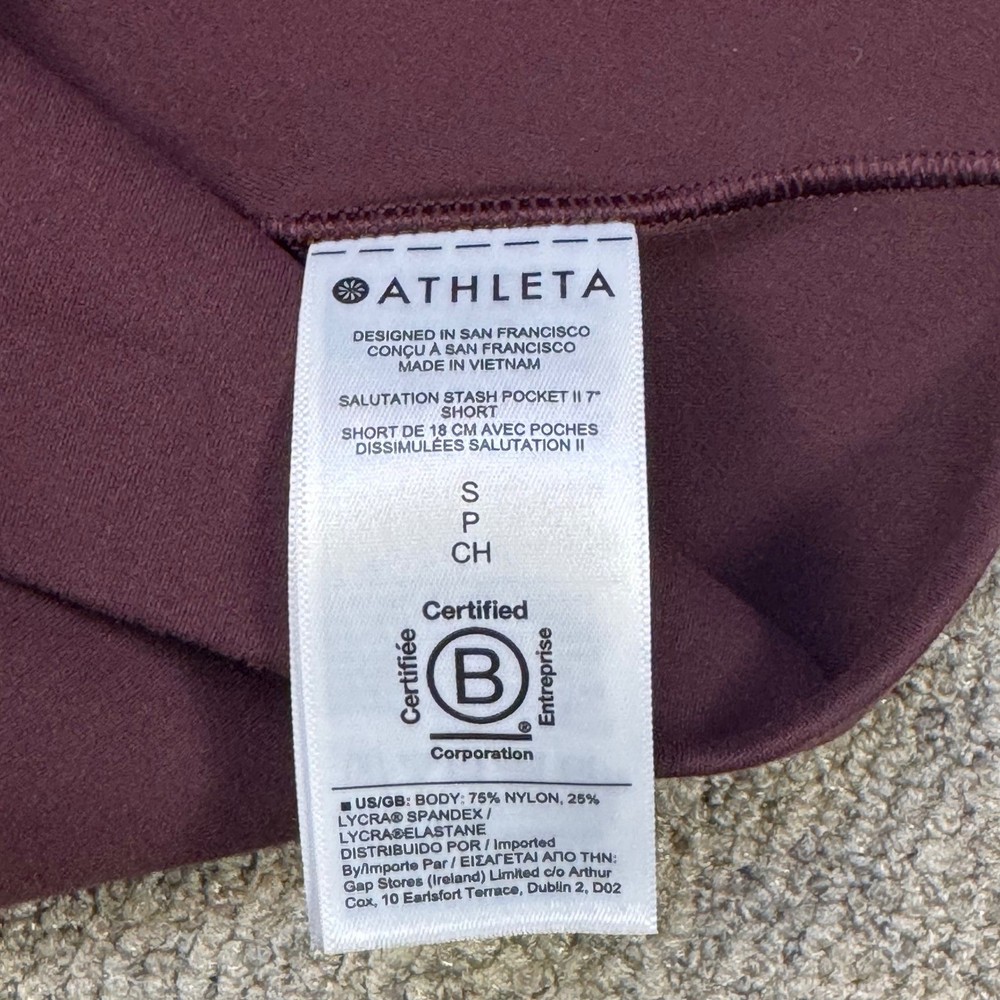 ATHLETA
DESIGNED IN SAN FRANCISCO
CONÇU À SAN FRANCISCO
MADE IN VIETNAM
SALUTATION STASH POCKET II 7"
SHORT
SHORT DE 18 CM AVEC POCHES
DISSIMULÉES SALUTATION II
S
P
CH
Certified
Certifiée
B
Entreprise
®
Corporation
US/GB: BODY: 75% NYLON, 25%
LYCRA® SPANDEX /
LYCRA®ELASTANE
DISTRIBUIDO POR / Imported
By/Importe Par / ΕΙΣΑΓΕΤΑΙ ΑΠΟ ΤΗΝ:
Gap Stores (Ireland) Limited c/o Arthur
Cox, 10 Earlsfort Terrace, Dublin 2, D02